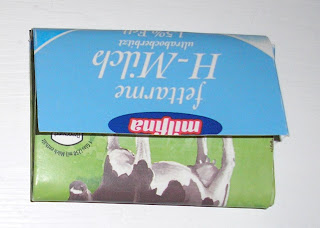 milfina
fettarme
H-Milch
ultrahocherhitzt
1,5% Fett